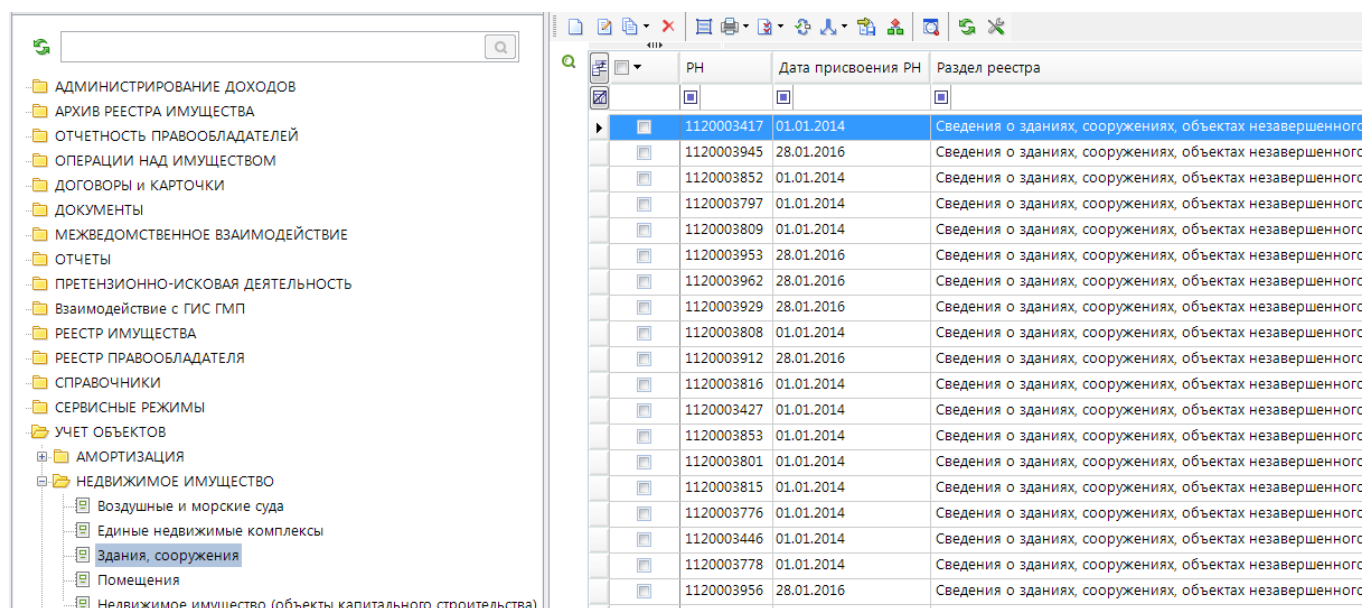 АДМИНИСТРИРОВАНИЕ ДОХОДОВ
АРХИВ РЕЕСТРА ИМУЩЕСТВА
ОТЧЕТНОСТЬ ПРАВООБЛАДАТЕЛЕЙ
ОПЕРАЦИИ НАД ИМУЩЕСТВОМ
ДОГОВОРЫ и КАРТОЧКИ
ДОКУМЕНТЫ
МЕЖВЕДОМСТВЕННОЕ ВЗАИМОДЕЙСТВИЕ
ОТЧЕТЫ
ПРЕТЕНЗИОННО-ИСКОВАЯ ДЕЯТЕЛЬНОСТЬ
Взаимодействие с ГИС ГМП
РЕЕСТР ИМУЩЕСТВА
РЕЕСТР ПРАВООБЛАДАТЕЛЯ
СПРАВОЧНИКИ
СЕРВИСНЫЕ РЕЖИМЫ
УЧЕТ ОБЪЕКТОВ
АМОРТИЗАЦИЯ
НЕДВИЖИМОЕ ИМУЩЕСТВО
Воздушные и морские суда
Единые недвижимые комплексы
Здания, сооружения
Помещения
Недвижимое имущество (объекты капитального строительства)
РН Дата присвоения РН Раздел реестра
1120003417 01.01.2014 Сведения о зданиях, сооружениях, объектах незавершенного
1120003945 28.01.2016 Сведения о зданиях, сооружениях, объектах незавершенного
1120003852 01.01.2014 Сведения о зданиях, сооружениях, объектах незавершенного
1120003797 01.01.2014 Сведения о зданиях, сооружениях, объектах незавершенного
1120003809 01.01.2014 Сведения о зданиях, сооружениях, объектах незавершенного
1120003953 28.01.2016 Сведения о зданиях, сооружениях, объектах незавершенного
1120003962 28.01.2016 Сведения о зданиях, сооружениях, объектах незавершенного
1120003929 28.01.2016 Сведения о зданиях, сооружениях, объектах незавершенного
1120003808 01.01.2014 Сведения о зданиях, сооружениях, объектах незавершенного
1120003912 28.01.2016 Сведения о зданиях, сооружениях, объектах незавершенного
1120003816 01.01.2014 Сведения о зданиях, сооружениях, объектах незавершенного
1120003427 01.01.2014 Сведения о зданиях, сооружениях, объектах незавершенного
1120003853 01.01.2014 Сведения о зданиях, сооружениях, объектах незавершенного
1120003801 01.01.2014 Сведения о зданиях, сооружениях, объектах незавершенного
1120003815 01.01.2014 Сведения о зданиях, сооружениях, объектах незавершенного
1120003776 01.01.2014 Сведения о зданиях, сооружениях, объектах незавершенного
1120003446 01.01.2014 Сведения о зданиях, сооружениях, объектах незавершенного
1120003778 01.01.2014 Сведения о зданиях, сооружениях, объектах незавершенного
1120003956 28.01.2016 Сведения о зданиях, сооружениях, объектах незавершенного